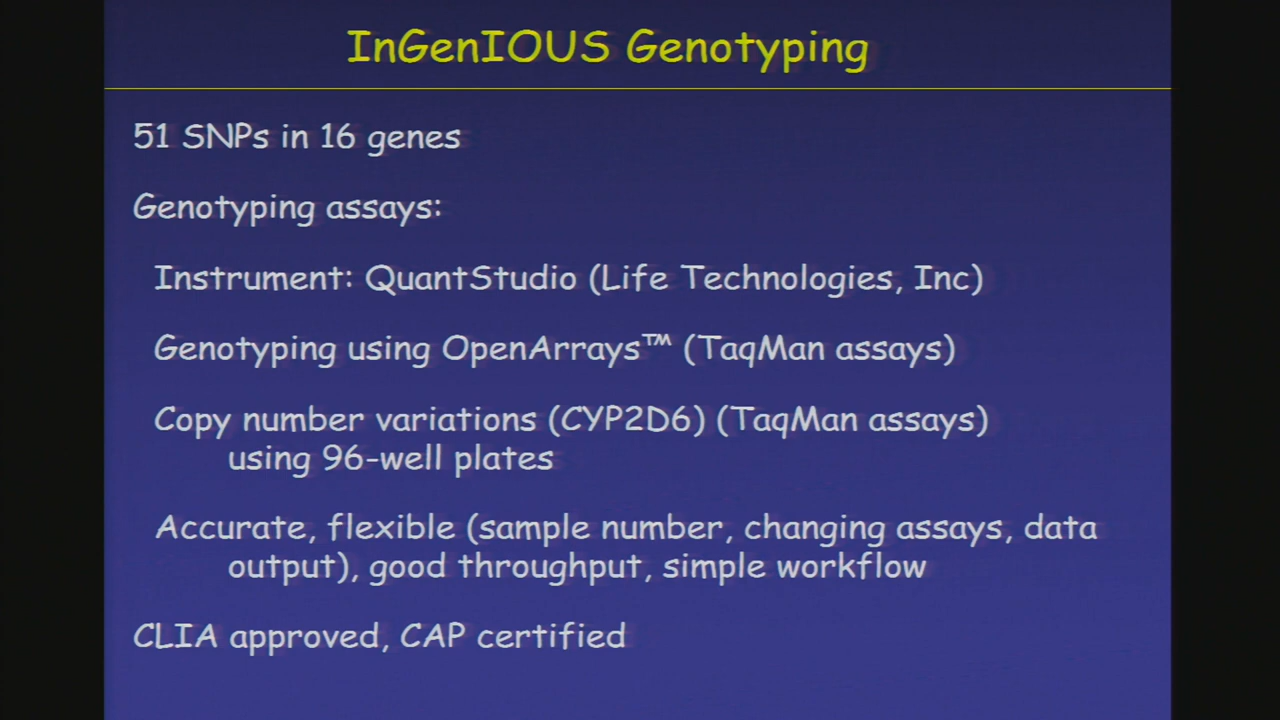 InGenIOUS Genotyping
51 SNPs in 16 genes
Genotyping assays:
Instrument: QuantStudio (Life Technologies, Inc)
Genotyping using OpenArrays™ (TaqMan assays)
Copy number variations (CYP2D6) (TaqMan assays)
using 96-well plates
Accurate, flexible (sample number, changing assays, data
output), good throughput, simple workflow
CLIA approved, CAP certified